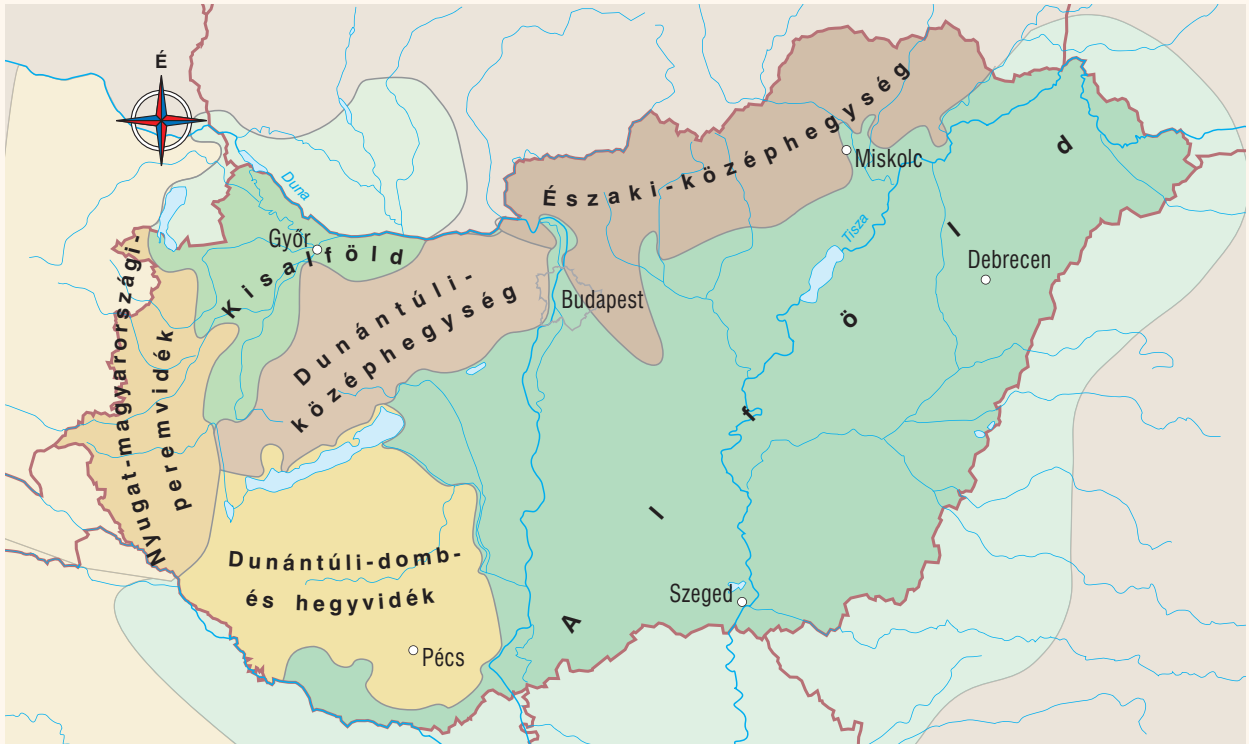 É
Északi-középhegység
Miskolc
d
Duna
Tisza
l
Győr
Kisalföld
Debrecen
Nyugat-magyarországi-
peremvidék
Dunántúli-
középhegység
Budapest
ö
f
l
Dunántúli-domb-
és hegyvidék
Szeged
A
Pécs